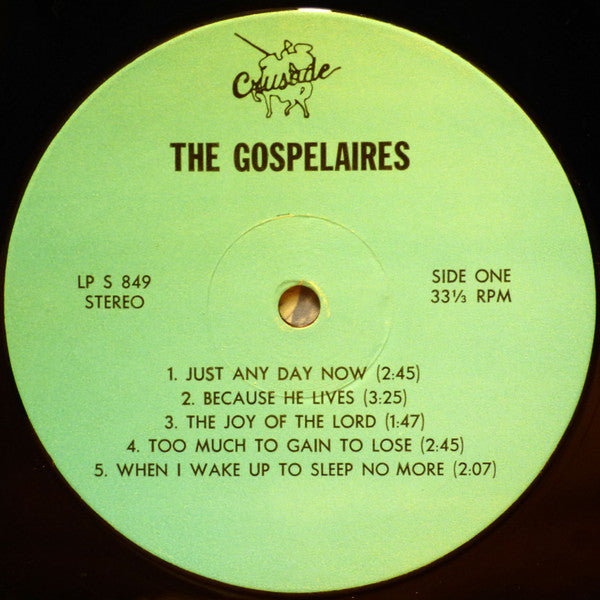 Crusade
THE GOSPELAIRES
LP S 849
STEREO
SIDE ONE
33⅓ RPM
1. JUST ANY DAY NOW (2:45)
2. BECAUSE HE LIVES (3:25)
3. THE JOY OF THE LORD (1:47)
4. TOO MUCH TO GAIN TO LOSE (2:45)
5. WHEN I WAKE UP TO SLEEP NO MORE (2:07)